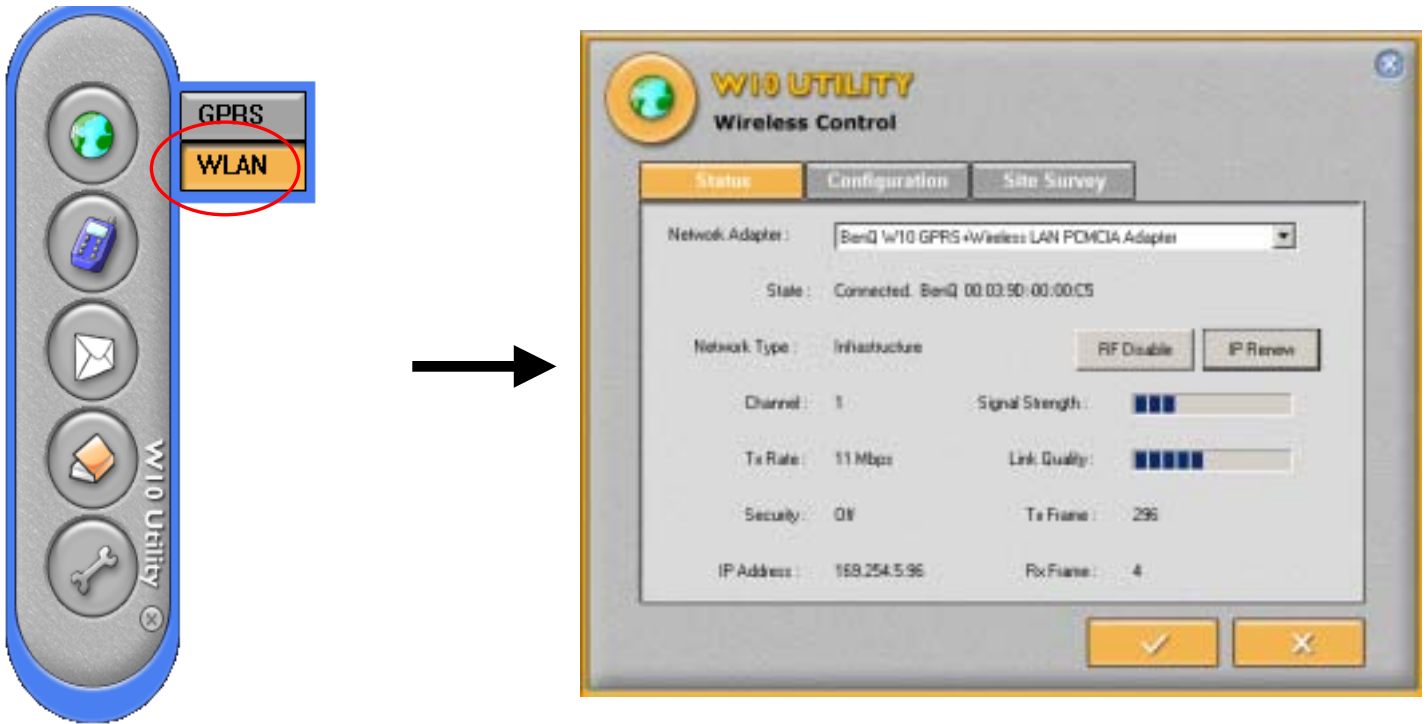 GPRS
WLAN
W10 Utility
W10 UTILITY
Wireless Control
Status Configuration Site Survey
Network Adapter : BenQ W10 GPRS+Wireless LAN PCMCIA Adapter
State : Connected. BenQ 00:03:9D:00:00:C5
Network Type : Infrastructure RF Disable IP Renew
Channel : 1 Signal Strength :
Tx Rate : 11 Mbps Link Quality :
Security : Off Tx Frame : 296
IP Address : 169.254.5.96 Rx Frame : 4